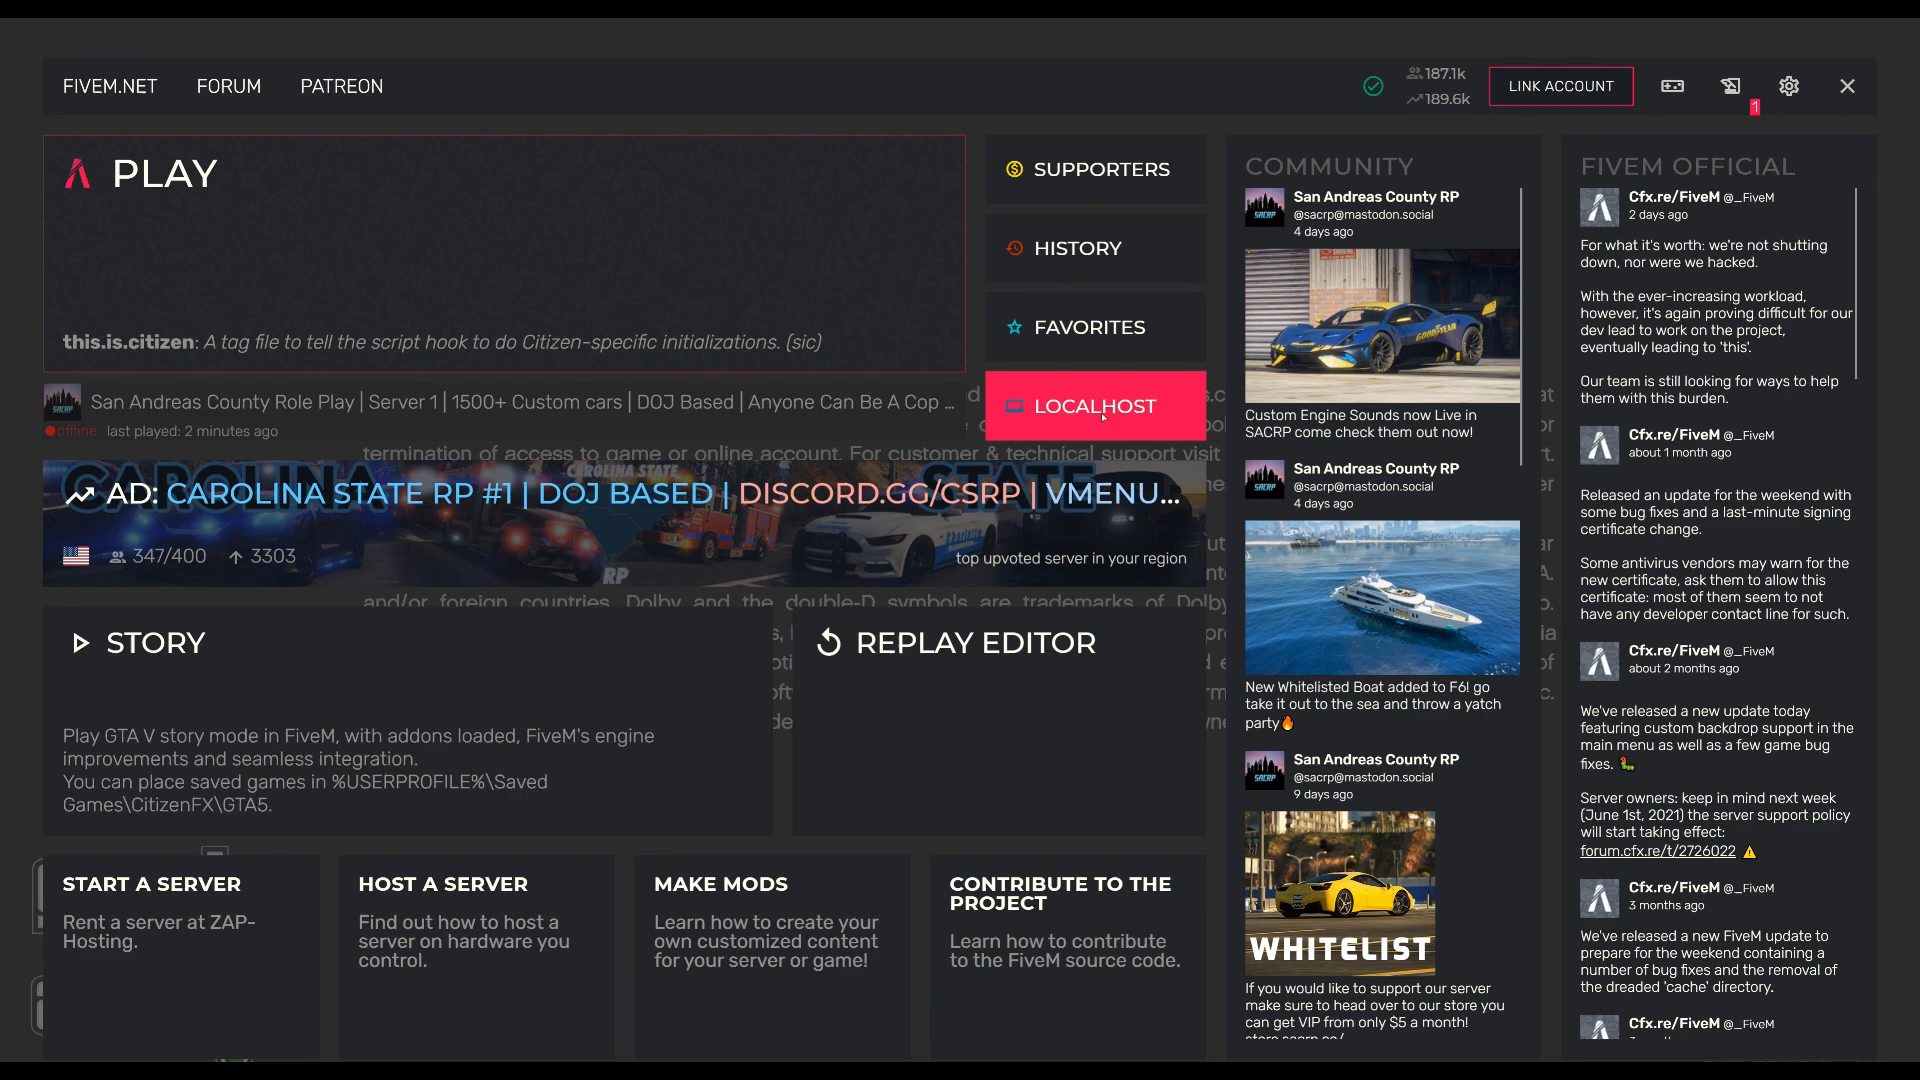 FIVEM.NET FORUM PATREON
187.1k
189.6k
LINK ACCOUNT
1
PLAY
this.is.citizen: A tag file to tell the script hook to do Citizen-specific initializations. (sic)
San Andreas County Role Play | Server 1 | 1500+ Custom cars | DOJ Based | Anyone Can Be A Cop ...
offline last played: 2 minutes ago
SUPPORTERS
HISTORY
FAVORITES
LOCALHOST
termination of access to game or online account. For customer & technical support visit
CAROLINA STATE
AD: CAROLINA STATE RP #1 | DOJ BASED | DISCORD.GG/CSRP | VMENU...
347/400 3303
RP
top upvoted server in your region
and/or foreign countries. Dolby and the double-D symbols are trademarks of Dolby
STORY
Play GTA V story mode in FiveM, with addons loaded, FiveM's engine
improvements and seamless integration.
You can place saved games in %USERPROFILE%\Saved
Games\CitizenFX\GTA5.
REPLAY EDITOR
START A SERVER
Rent a server at ZAP-
Hosting.
HOST A SERVER
Find out how to host a
server on hardware you
control.
MAKE MODS
Learn how to create your
own customized content
for your server or game!
CONTRIBUTE TO THE
PROJECT
Learn how to contribute
to the FiveM source code.
COMMUNITY
SACRP
San Andreas County RP
@sacrp@mastodon.social
4 days ago
GOODYEAR
Custom Engine Sounds now Live in
SACRP come check them out now!
SACRP
San Andreas County RP
@sacrp@mastodon.social
4 days ago
New Whitelisted Boat added to F6! go
take it out to the sea and throw a yatch
party🔥
SACRP
San Andreas County RP
@sacrp@mastodon.social
9 days ago
WHITELIST
If you would like to support our server
make sure to head over to our store you
can get VIP from only $5 a month!
FIVEM OFFICIAL
Cfx.re/FiveM @_FiveM
2 days ago
For what it's worth: we're not shutting
down, nor were we hacked.
With the ever-increasing workload,
however, it's again proving difficult for our
dev lead to work on the project,
eventually leading to 'this'.
Our team is still looking for ways to help
them with this burden.
Cfx.re/FiveM @_FiveM
about 1 month ago
Released an update for the weekend with
some bug fixes and a last-minute signing
certificate change.
Some antivirus vendors may warn for the
new certificate, ask them to allow this
certificate: most of them seem to not
have any developer contact line for such.
Cfx.re/FiveM @_FiveM
about 2 months ago
We've released a new update today
featuring custom backdrop support in the
main menu as well as a few game bug
fixes. 🐛
Server owners: keep in mind next week
(June 1st, 2021) the server support policy
will start taking effect:
forum.cfx.re/t/2726022 ⚠️
Cfx.re/FiveM @_FiveM
3 months ago
We've released a new FiveM update to
prepare for the weekend containing a
number of bug fixes and the removal of
the dreaded 'cache' directory.
Cfx.re/FiveM @_FiveM